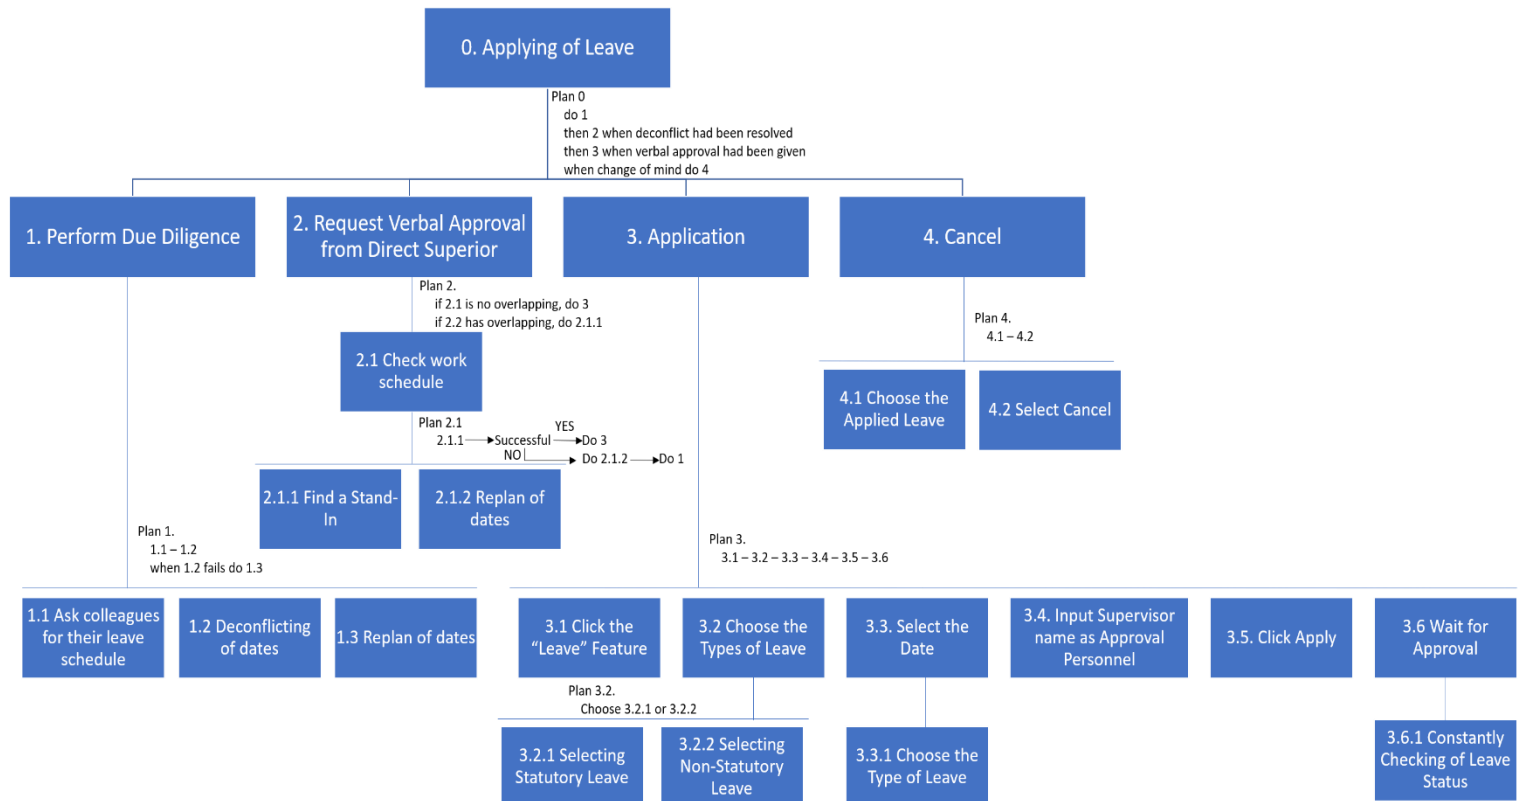 0. Applying of Leave
Plan 0
do 1
then 2 when deconflict had been resolved
then 3 when verbal approval had been given
when change of mind do 4
1. Perform Due Diligence
2. Request Verbal Approval
from Direct Superior
3. Application
4. Cancel
Plan 2.
if 2.1 is no overlapping, do 3
if 2.2 has overlapping, do 2.1.1
2.1 Check work
schedule
Plan 2.1
2.1.1 Successful YES Do 3
NO Do 2.1.2 Do 1
2.1.1 Find a Stand-
In
2.1.2 Replan of
dates
Plan 4.
4.1 – 4.2
4.1 Choose the
Applied Leave
4.2 Select Cancel
Plan 1.
1.1 – 1.2
when 1.2 fails do 1.3
1.1 Ask colleagues
for their leave
schedule
1.2 Deconflicting
of dates
1.3 Replan of dates
Plan 3.
3.1 – 3.2 – 3.3 – 3.4 – 3.5 – 3.6
3.1 Click the
“Leave” Feature
3.2 Choose the
Types of Leave
3.3. Select the
Date
3.4. Input Supervisor
name as Approval
Personnel
3.5. Click Apply
3.6 Wait for
Approval
Plan 3.2.
Choose 3.2.1 or 3.2.2
3.2.1 Selecting
Statutory Leave
3.2.2 Selecting
Non-Statutory
Leave
3.3.1 Choose the
Type of Leave
3.6.1 Constantly
Checking of Leave
Status